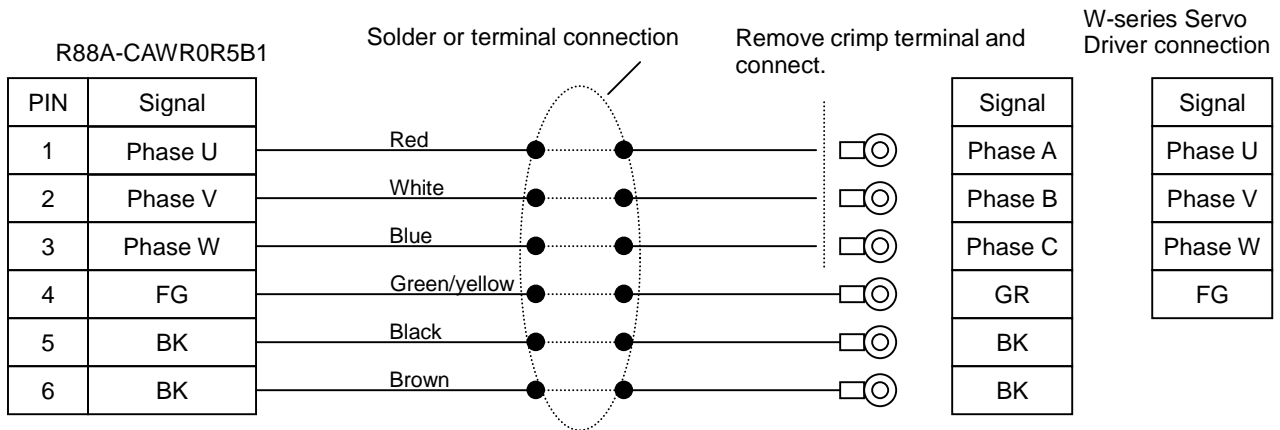 R88A-CAWR0R5B1
Solder or terminal connection
Remove crimp terminal and
connect.
W-series Servo
Driver connection
PIN Signal Signal Signal
1 Phase U Red Phase A Phase U
2 Phase V White Phase B Phase V
3 Phase W Blue Phase C Phase W
4 FG Green/yellow GR FG
5 BK Black BK
6 BK Brown BK